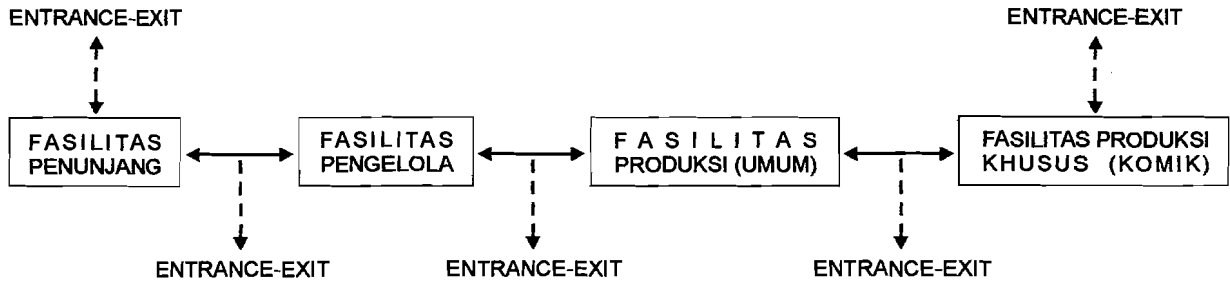 ENTRANCE-EXIT
ENTRANCE-EXIT
FASILITAS
PENUNJANG
FASILITAS
PENGELOLA
FASILITAS
PRODUKSI (UMUM)
FASILITAS PRODUKSI
KHUSUS (KOMIK)
ENTRANCE-EXIT
ENTRANCE-EXIT
ENTRANCE-EXIT